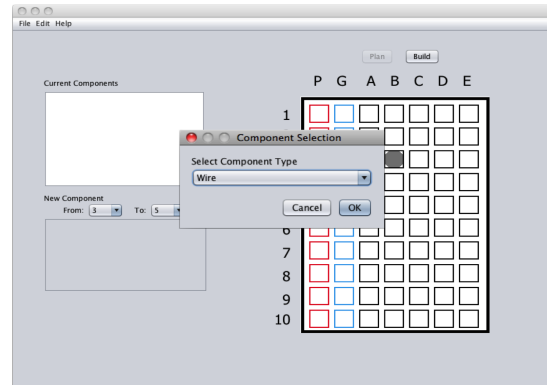 File Edit Help
Plan Build
Current Components
P G A B C D E
1
Component Selection
Select Component Type
Wire
Cancel OK
New Component
From: 3 To: 5
6
7
8
9
10